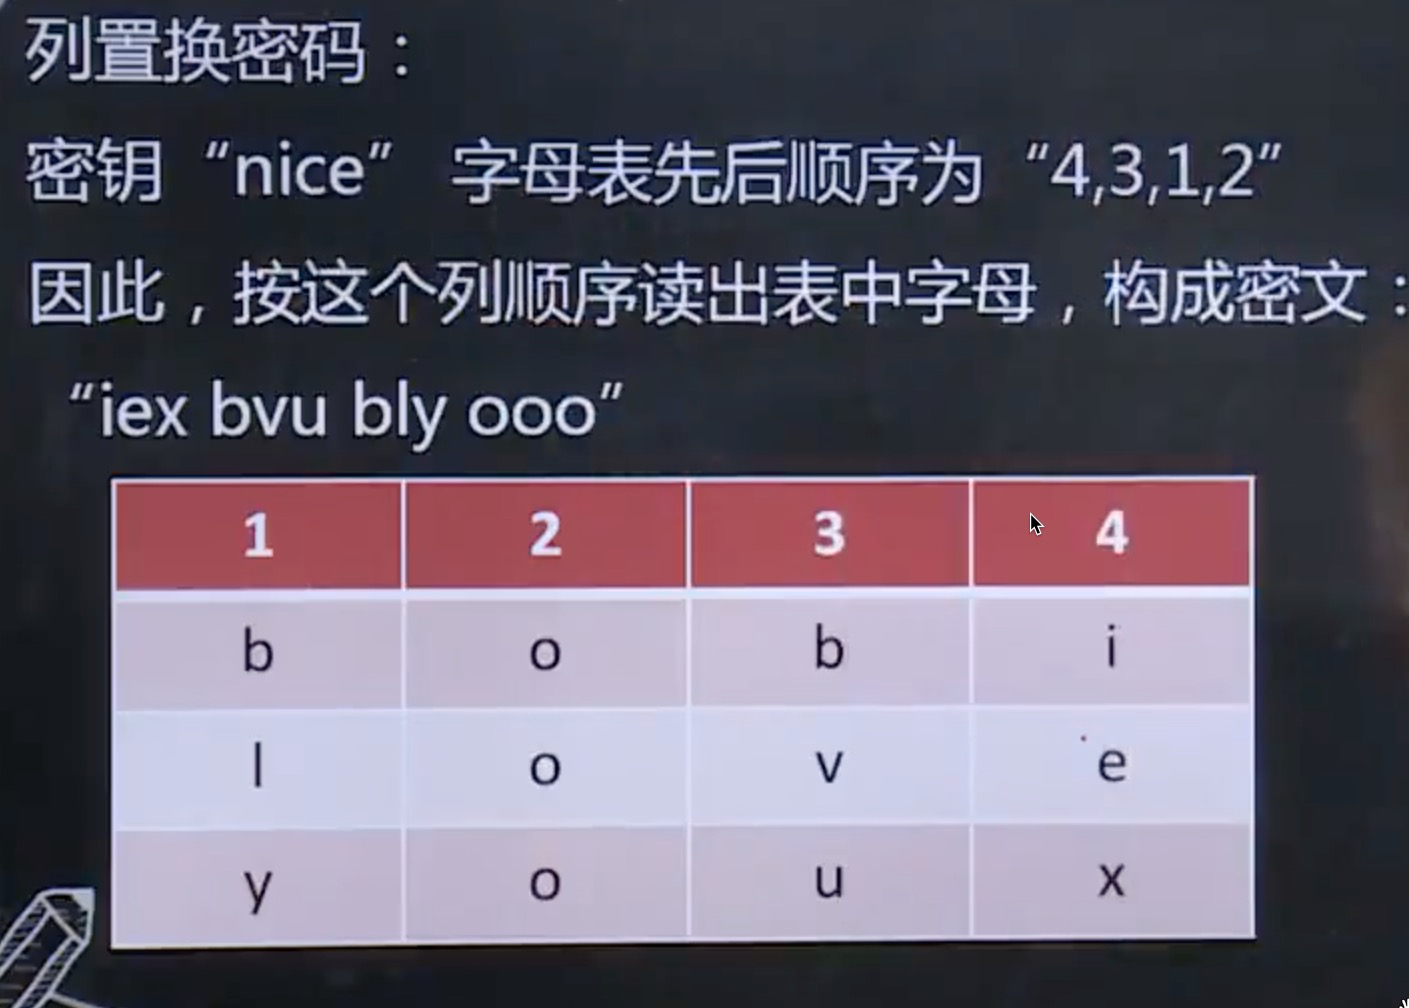 列置换密码：
密钥“nice” 字母表先后顺序为“4,3,1,2”
因此，按这个列顺序读出表中字母，构成密文：
“iex bvu bly ooo”
1 2 3 4
b o b i
l o v e
y o u x